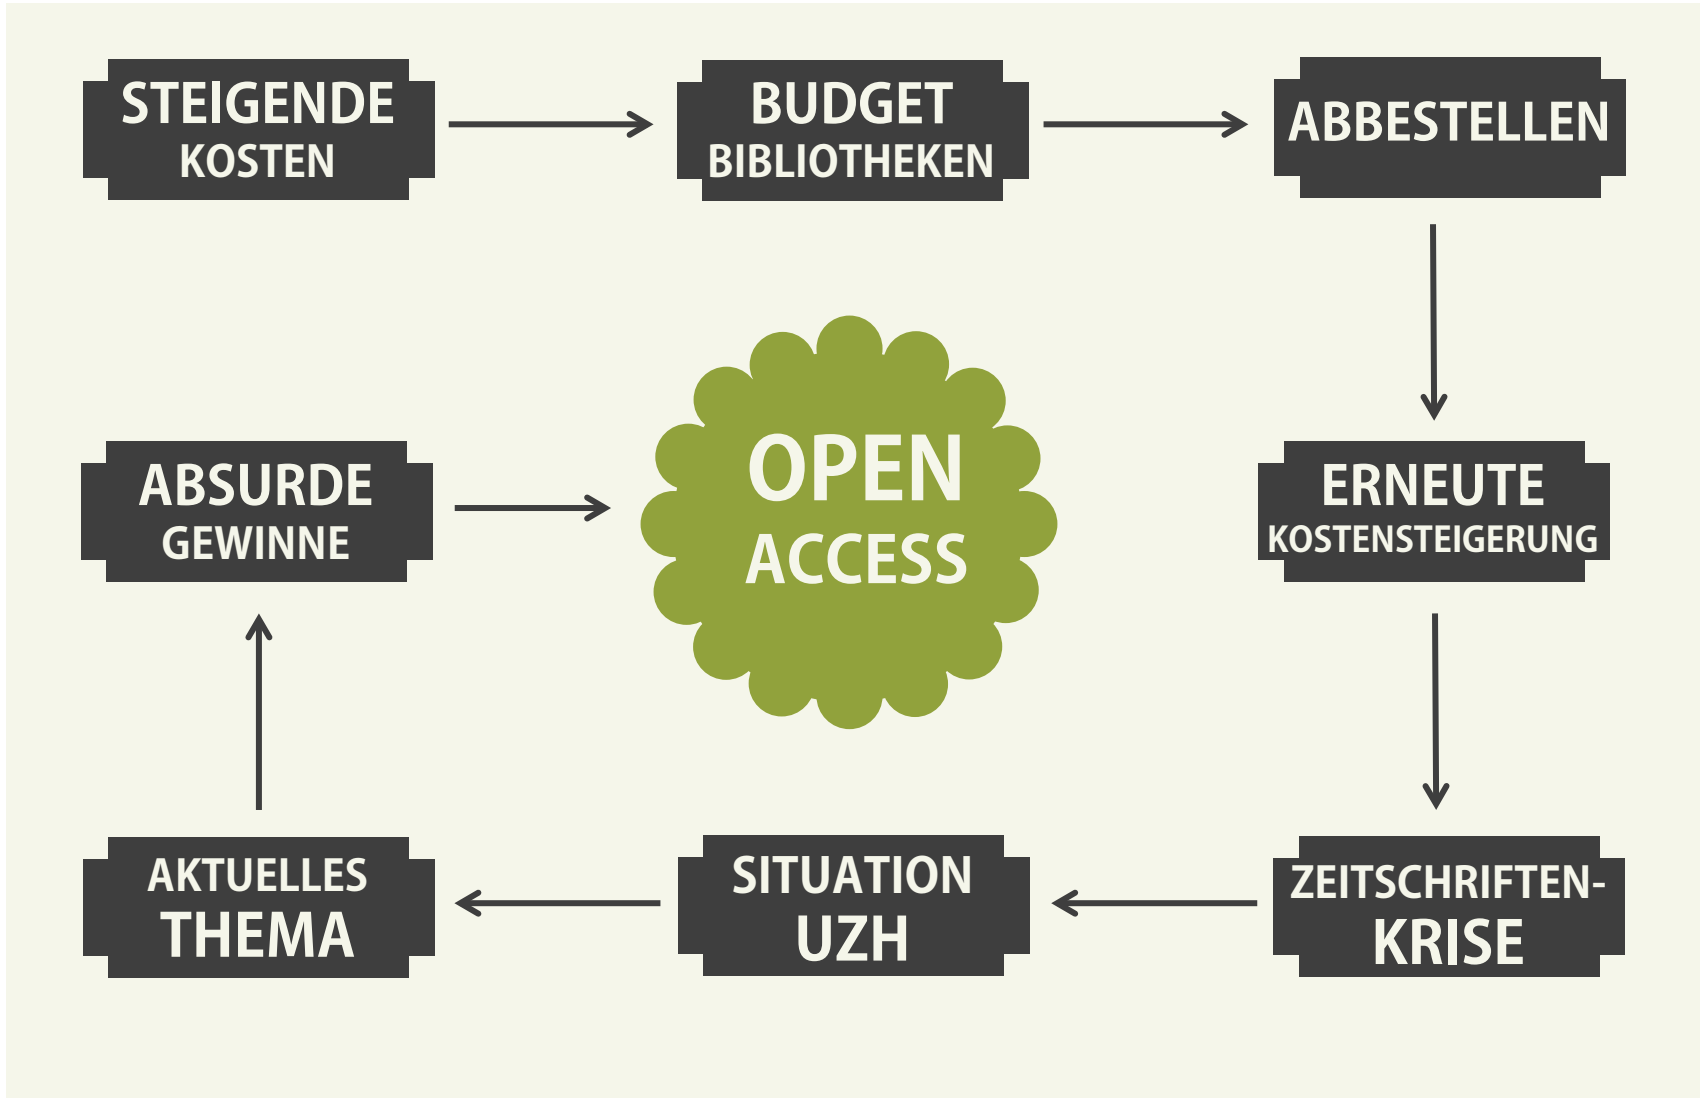 STEIGENDE
KOSTEN
BUDGET
BIBLIOTHEKEN
ABBESTELLEN
ERNEUTE
KOSTENSTEIGERUNG
ZEITSCHRIFTEN-
KRISE
SITUATION
UZH
AKTUELLES
THEMA
ABSURDE
GEWINNE
OPEN
ACCESS